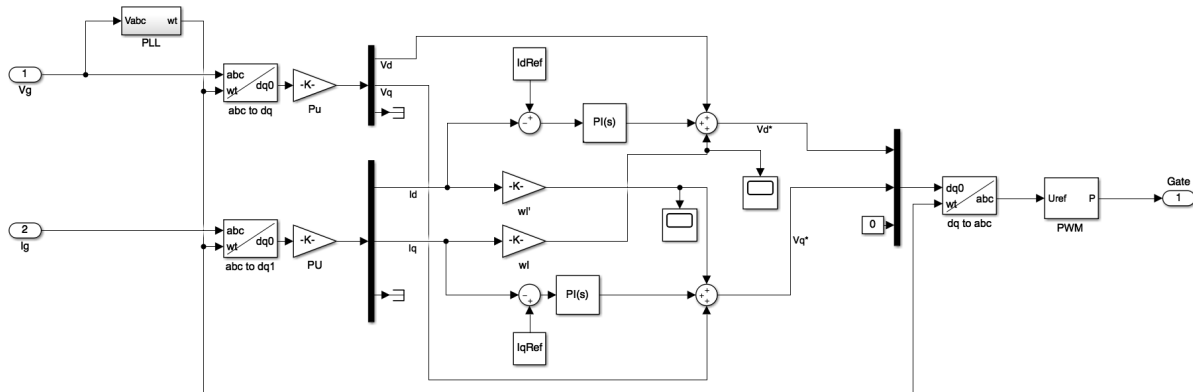 Vabc wt
PLL
1
Vg
abc
wt
dq0
abc to dq
-K-
Pu
Vd
Vq
IdRef
PI(s)
Vd*
Id
-K-
wl'
2
Ig
abc
wt
dq0
abc to dq1
-K-
PU
Iq
-K-
wl
PI(s)
IqRef
Vq*
0
dq0
wt
abc
dq to abc
Uref P
PWM
Gate
1